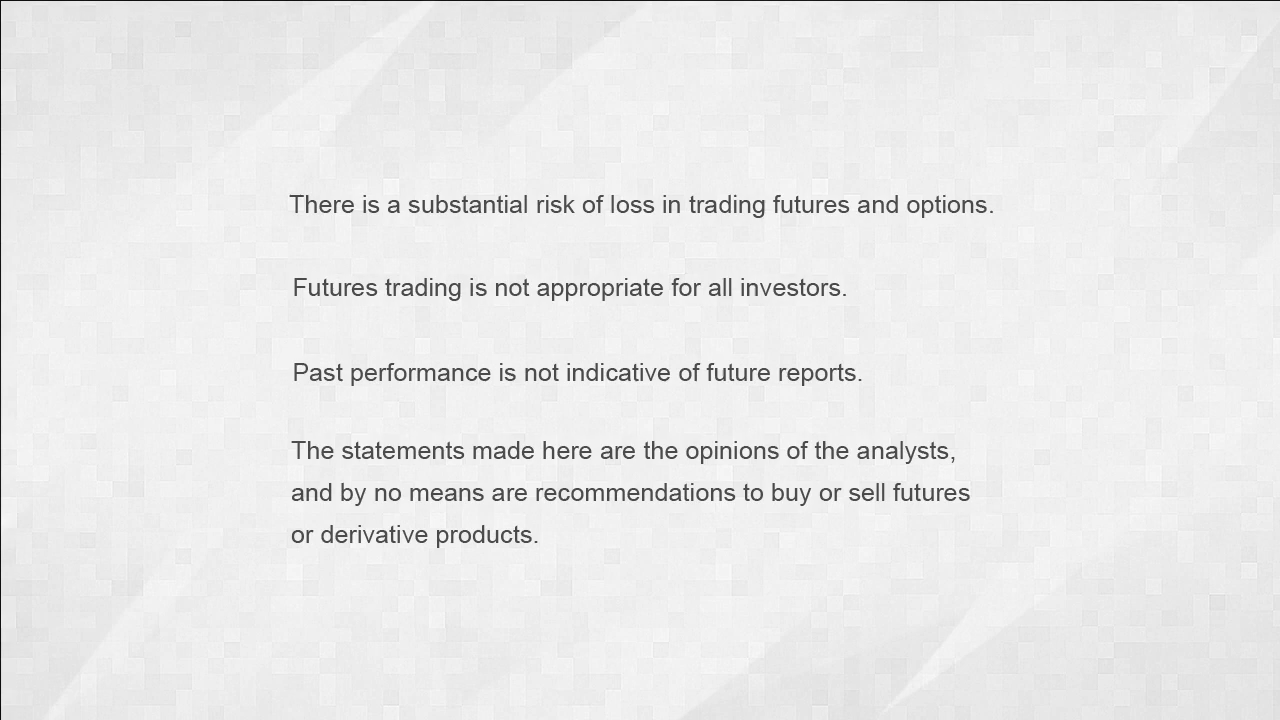 There is a substantial risk of loss in trading futures and options.
Futures trading is not appropriate for all investors.
Past performance is not indicative of future reports.
The statements made here are the opinions of the analysts,
and by no means are recommendations to buy or sell futures
or derivative products.